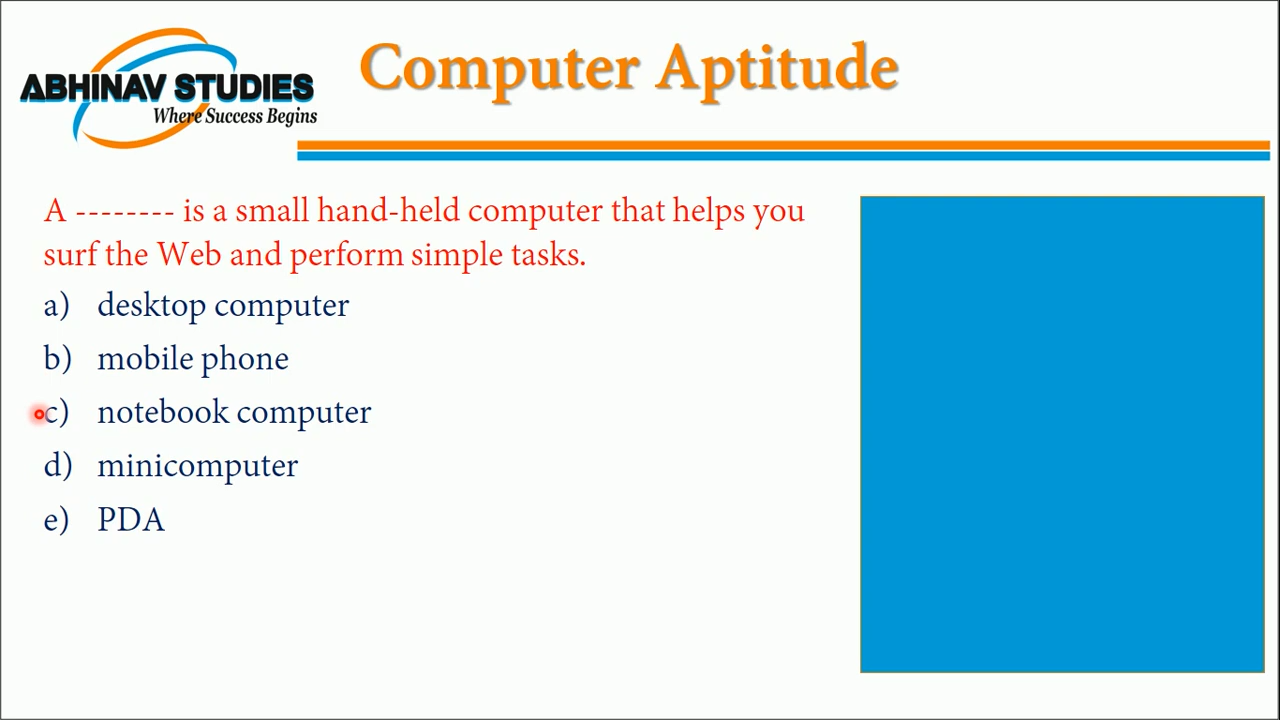 ABHINAV STUDIES
Where Success Begins
Computer Aptitude
A -------- is a small hand-held computer that helps you
surf the Web and perform simple tasks.
a) desktop computer
b) mobile phone
c) notebook computer
d) minicomputer
e) PDA